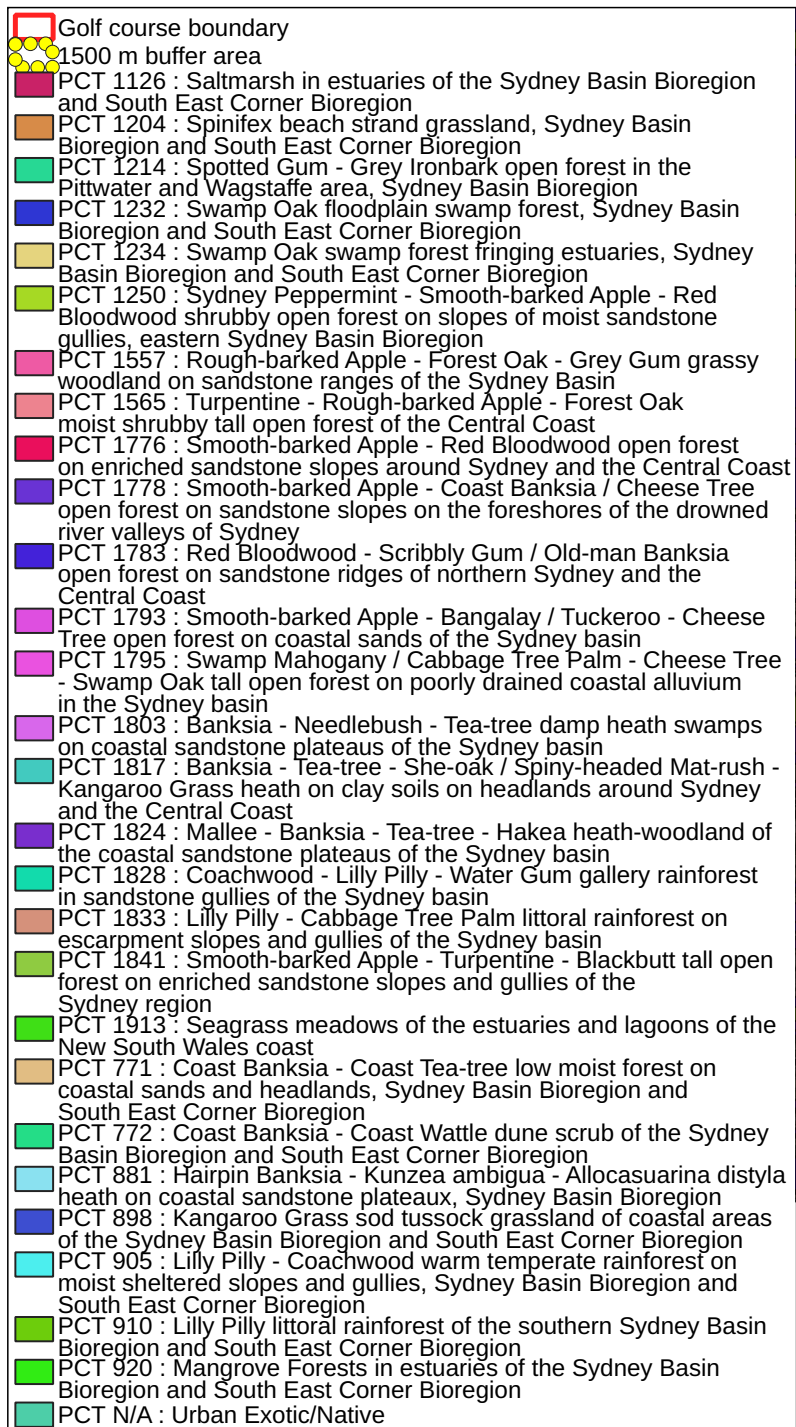 Golf course boundary
1500 m buffer area
PCT 1126 : Saltmarsh in estuaries of the Sydney Basin Bioregion
and South East Corner Bioregion
PCT 1204 : Spinifex beach strand grassland, Sydney Basin
Bioregion and South East Corner Bioregion
PCT 1214 : Spotted Gum - Grey Ironbark open forest in the
Pittwater and Wagstaffe area, Sydney Basin Bioregion
PCT 1232 : Swamp Oak floodplain swamp forest, Sydney Basin
Bioregion and South East Corner Bioregion
PCT 1234 : Swamp Oak swamp forest fringing estuaries, Sydney
Basin Bioregion and South East Corner Bioregion
PCT 1250 : Sydney Peppermint - Smooth-barked Apple - Red
Bloodwood shrubby open forest on slopes of moist sandstone
gullies, eastern Sydney Basin Bioregion
PCT 1557 : Rough-barked Apple - Forest Oak - Grey Gum grassy
woodland on sandstone ranges of the Sydney Basin
PCT 1565 : Turpentine - Rough-barked Apple - Forest Oak
moist shrubby tall open forest of the Central Coast
PCT 1776 : Smooth-barked Apple - Red Bloodwood open forest
on enriched sandstone slopes around Sydney and the Central Coast
PCT 1778 : Smooth-barked Apple - Coast Banksia / Cheese Tree
open forest on sandstone slopes on the foreshores of the drowned
river valleys of Sydney
PCT 1783 : Red Bloodwood - Scribbly Gum / Old-man Banksia
open forest on sandstone ridges of northern Sydney and the
Central Coast
PCT 1793 : Smooth-barked Apple - Bangalay / Tuckeroo - Cheese
Tree open forest on coastal sands of the Sydney basin
PCT 1795 : Swamp Mahogany / Cabbage Tree Palm - Cheese Tree
- Swamp Oak tall open forest on poorly drained coastal alluvium
in the Sydney basin
PCT 1803 : Banksia - Needlebush - Tea-tree damp heath swamps
on coastal sandstone plateaus of the Sydney basin
PCT 1817 : Banksia - Tea-tree - She-oak / Spiny-headed Mat-rush -
Kangaroo Grass heath on clay soils on headlands around Sydney
and the Central Coast
PCT 1824 : Mallee - Banksia - Tea-tree - Hakea heath-woodland of
the coastal sandstone plateaus of the Sydney basin
PCT 1828 : Coachwood - Lilly Pilly - Water Gum gallery rainforest
in sandstone gullies of the Sydney basin
PCT 1833 : Lilly Pilly - Cabbage Tree Palm littoral rainforest on
escarpment slopes and gullies of the Sydney basin
PCT 1841 : Smooth-barked Apple - Turpentine - Blackbutt tall open
forest on enriched sandstone slopes and gullies of the
Sydney region
PCT 1913 : Seagrass meadows of the estuaries and lagoons of the
New South Wales coast
PCT 771 : Coast Banksia - Coast Tea-tree low moist forest on
coastal sands and headlands, Sydney Basin Bioregion and
South East Corner Bioregion
PCT 772 : Coast Banksia - Coast Wattle dune scrub of the Sydney
Basin Bioregion and South East Corner Bioregion
PCT 881 : Hairpin Banksia - Kunzea ambigua - Allocasuarina distyla
heath on coastal sandstone plateaux, Sydney Basin Bioregion
PCT 898 : Kangaroo Grass sod tussock grassland of coastal areas
of the Sydney Basin Bioregion and South East Corner Bioregion
PCT 905 : Lilly Pilly - Coachwood warm temperate rainforest on
moist sheltered slopes and gullies, Sydney Basin Bioregion and
South East Corner Bioregion
PCT 910 : Lilly Pilly littoral rainforest of the southern Sydney Basin
Bioregion and South East Corner Bioregion
PCT 920 : Mangrove Forests in estuaries of the Sydney Basin
Bioregion and South East Corner Bioregion
PCT N/A : Urban Exotic/Native